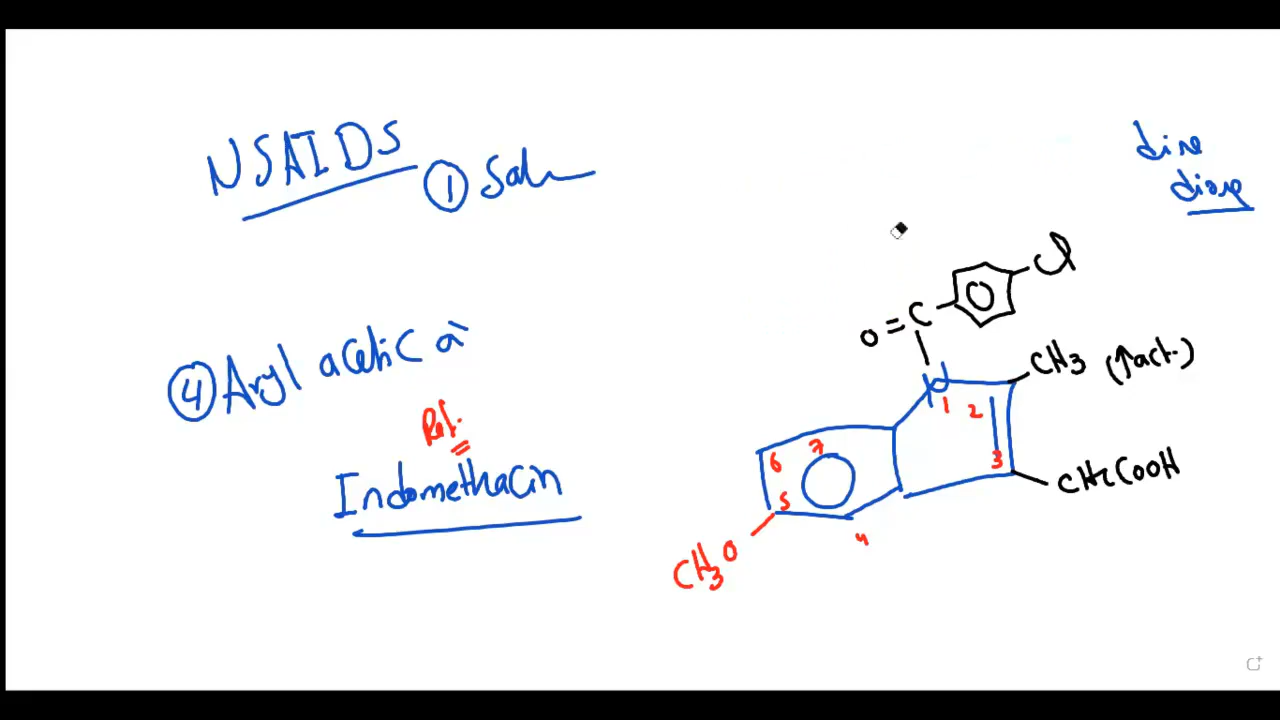 NSAIDS
① Sal
④ Aryl acetic a
Ref.
Indomethacin
Cl
O=C
N
CH3 (↑act.)
1 2
3
CH2COOH
7
6
5
4
CH3O